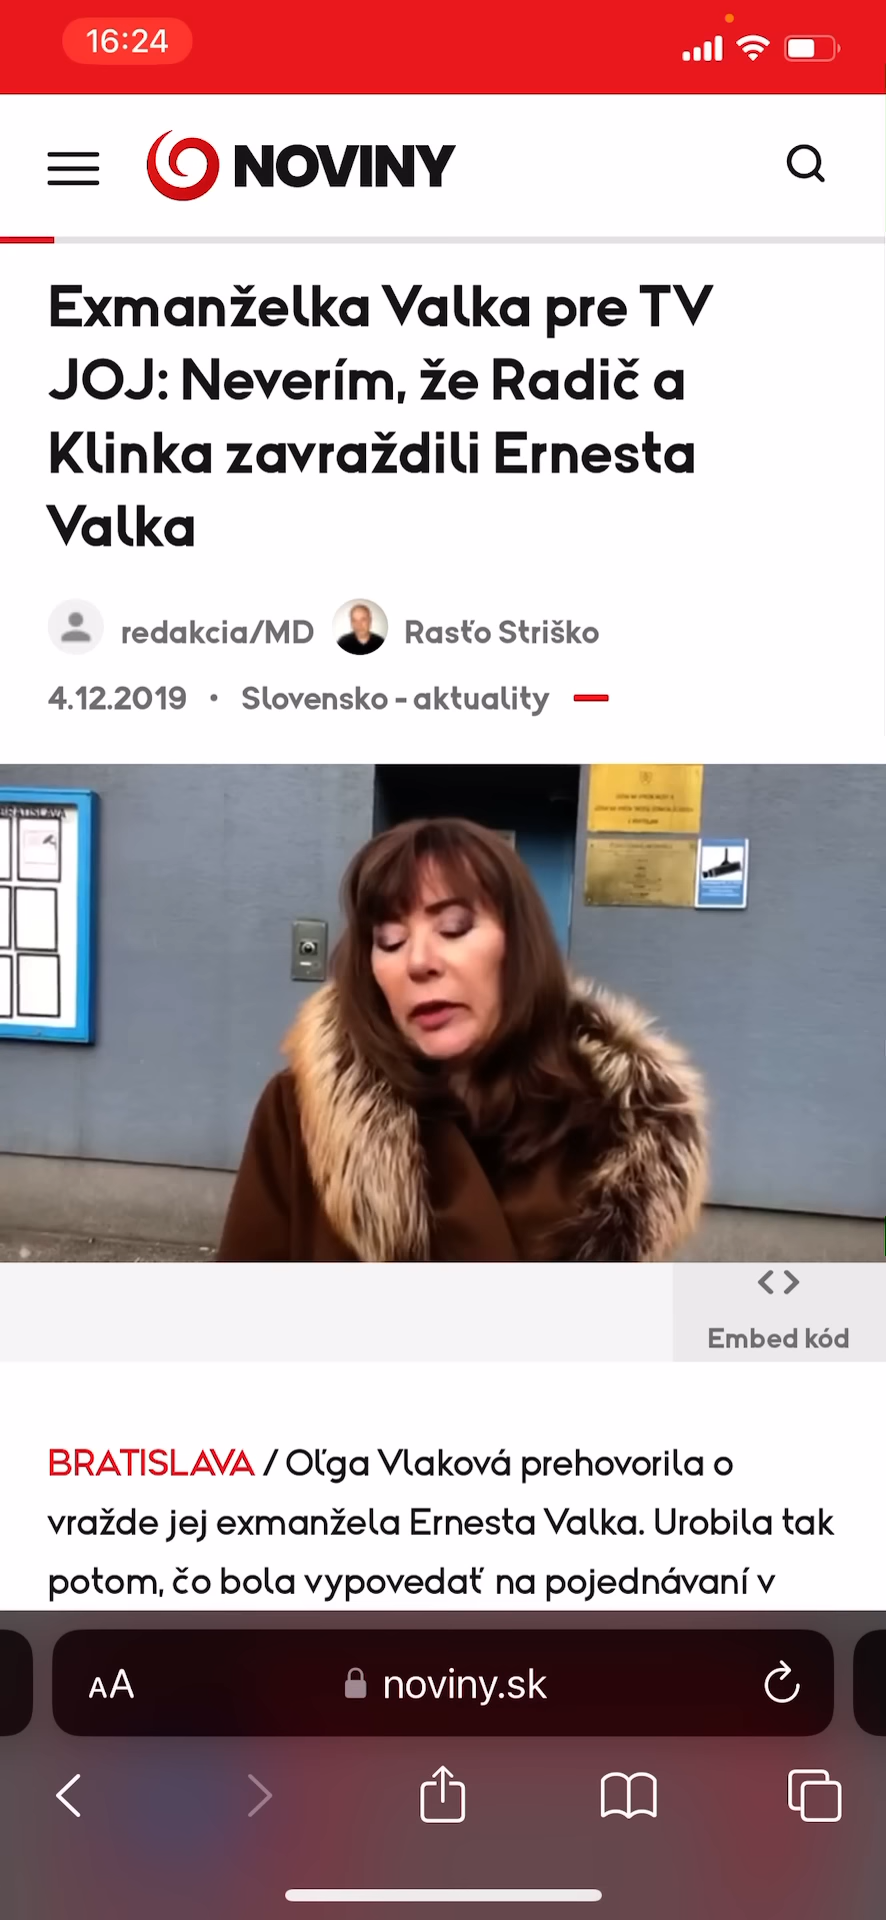 16:24
NOVINY
Exmanželka Valka pre TV
JOJ: Neverím, že Radič a
Klinka zavraždili Ernesta
Valka
redakcia/MD Rasťo Striško
4.12.2019 • Slovensko - aktuality
BRATISLAVA
Embed kód
BRATISLAVA / Oľga Vlaková prehovorila o
vražde jej exmanžela Ernesta Valka. Urobila tak
potom, čo bola vypovedať na pojednávaní v
AA noviny.sk